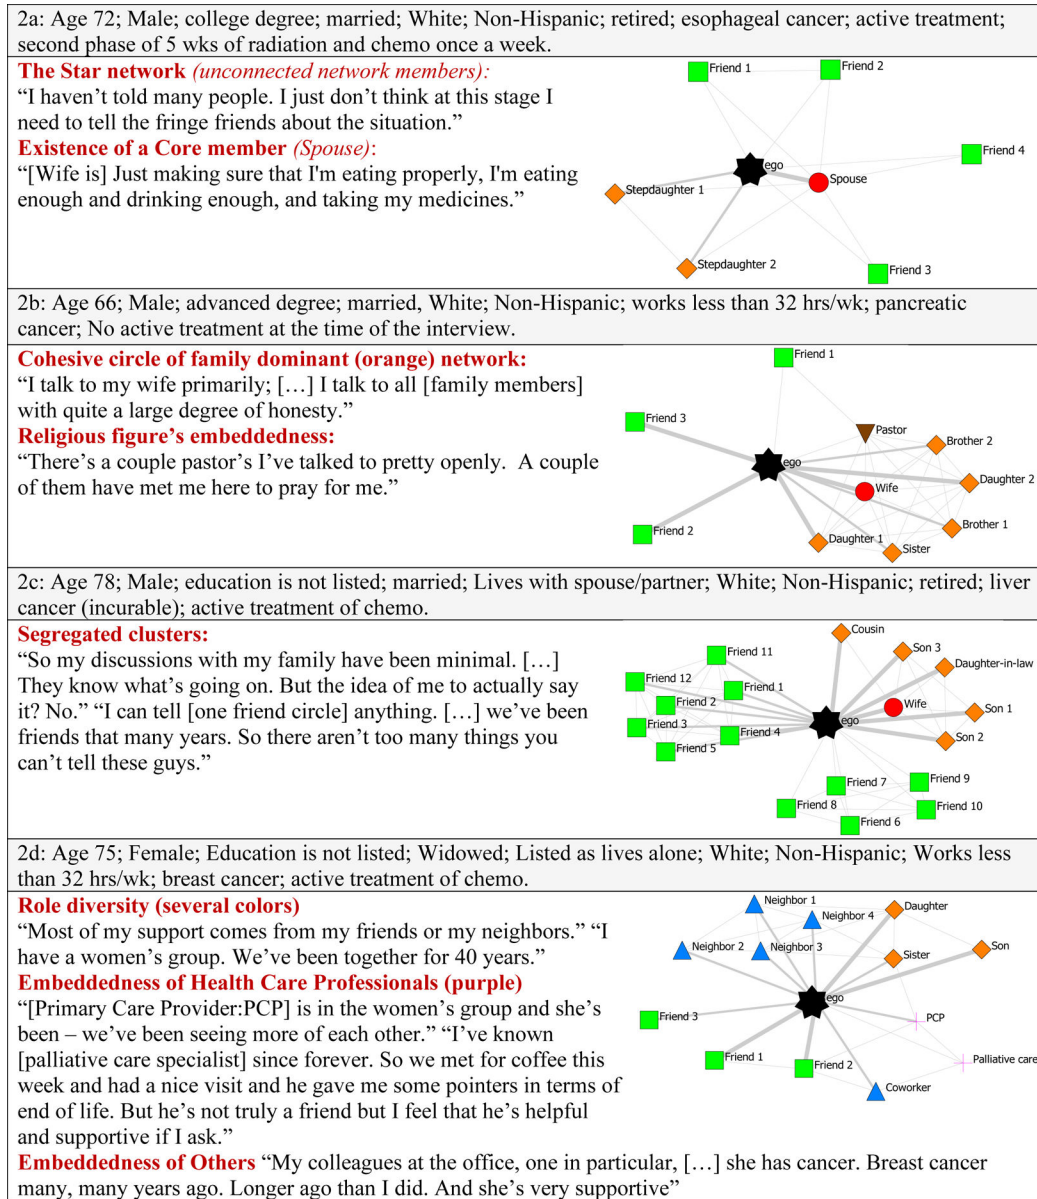 2a: Age 72; Male; college degree; married; White; Non-Hispanic; retired; esophageal cancer; active treatment;
second phase of 5 wks of radiation and chemo once a week.
The Star network (unconnected network members):
“I haven’t told many people. I just don’t think at this stage I
need to tell the fringe friends about the situation.”
Existence of a Core member (Spouse):
“[Wife is] Just making sure that I'm eating properly, I'm eating
enough and drinking enough, and taking my medicines.”
Friend 1
Friend 2
Friend 4
ego
Spouse
Stepdaughter 1
Stepdaughter 2
Friend 3
2b: Age 66; Male; advanced degree; married, White; Non-Hispanic; works less than 32 hrs/wk; pancreatic
cancer; No active treatment at the time of the interview.
Cohesive circle of family dominant (orange) network:
“I talk to my wife primarily; […] I talk to all [family members]
with quite a large degree of honesty.”
Religious figure’s embeddedness:
“There’s a couple pastor’s I’ve talked to pretty openly.  A couple
of them have met me here to pray for me.”
Friend 1
Friend 3
Pastor
Brother 2
ego
Daughter 2
Wife
Brother 1
Friend 2
Daughter 1
Sister
2c: Age 78; Male; education is not listed; married; Lives with spouse/partner; White; Non-Hispanic; retired; liver
cancer (incurable); active treatment of chemo.
Segregated clusters:
“So my discussions with my family have been minimal. […]
They know what’s going on. But the idea of me to actually say
it? No.” “I can tell [one friend circle] anything. […] we’ve been
friends that many years. So there aren’t too many things you
can’t tell these guys.”
Cousin
Son 3
Friend 11
Daughter-in-law
Friend 12
Friend 1
Friend 2
Wife
Son 1
Friend 3
ego
Friend 4
Son 2
Friend 5
Friend 7
Friend 9
Friend 8
Friend 10
Friend 6
2d: Age 75; Female; Education is not listed; Widowed; Listed as lives alone; White; Non-Hispanic; Works less
than 32 hrs/wk; breast cancer; active treatment of chemo.
Role diversity (several colors)
“Most of my support comes from my friends or my neighbors.” “I
have a women’s group. We’ve been together for 40 years.”
Embeddedness of Health Care Professionals (purple)
“[Primary Care Provider:PCP] is in the women’s group and she’s
been – we’ve been seeing more of each other.” “I’ve known
[palliative care specialist] since forever. So we met for coffee this
week and had a nice visit and he gave me some pointers in terms of
end of life. But he’s not truly a friend but I feel that he’s helpful
and supportive if I ask.”
Neighbor 1
Daughter
Neighbor 4
Neighbor 2
Neighbor 3
Sister
Son
ego
Friend 3
PCP
Friend 1
Friend 2
Palliative care
Coworker
Embeddedness of Others “My colleagues at the office, one in particular, […] she has cancer. Breast cancer
many, many years ago. Longer ago than I did. And she’s very supportive”